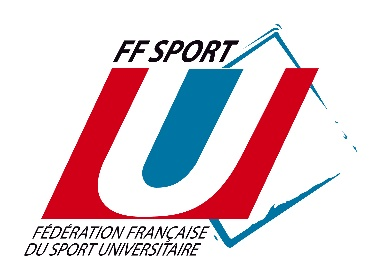 FF SPORT
U
FÉDÉRATION FRANÇAISE
DU SPORT UNIVERSITAIRE